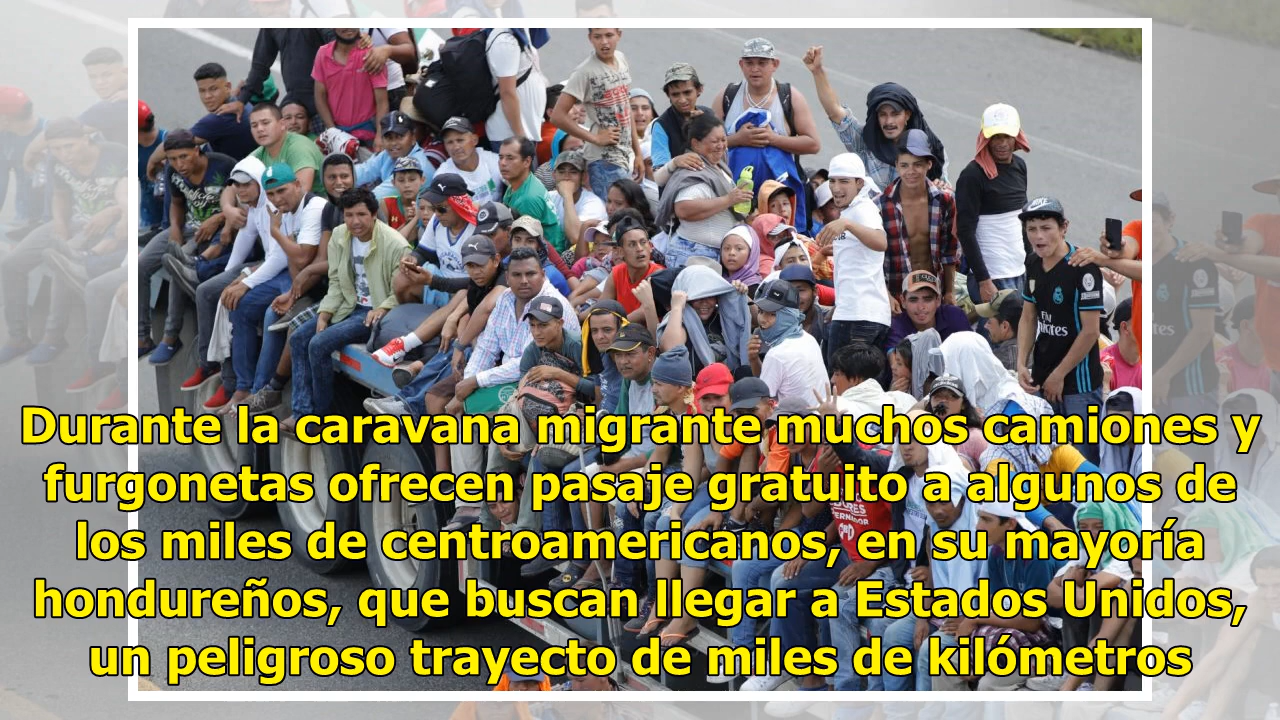 Durante la caravana migrante muchos camiones y
furgonetas ofrecen pasaje gratuito a algunos de
los miles de centroamericanos, en su mayoría
hondureños, que buscan llegar a Estados Unidos,
un peligroso trayecto de miles de kilómetros